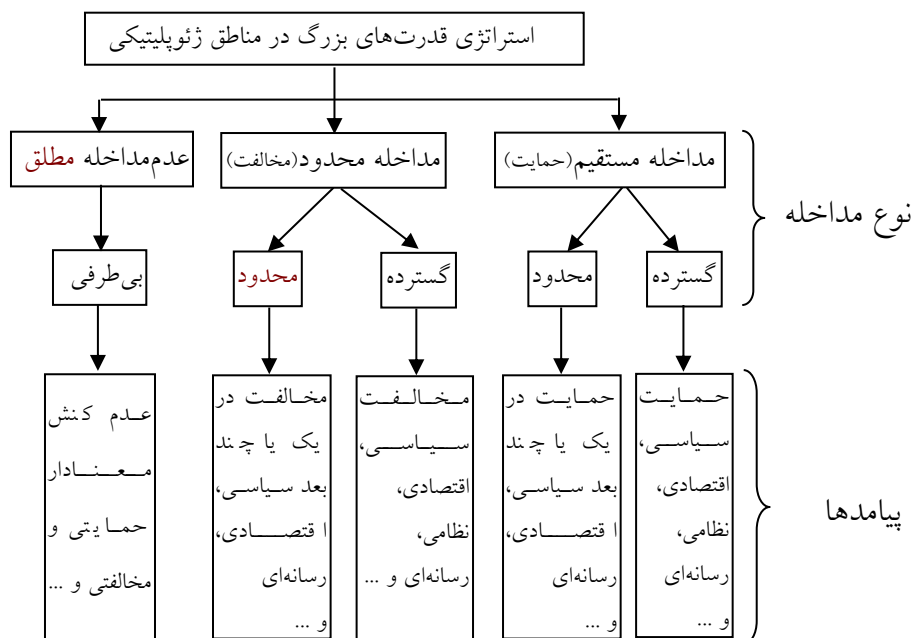 استراتژی قدرت‌های بزرگ در مناطق ژئوپلیتیکی
مداخله مستقیم(حمایت)
مداخله محدود(مخالفت)
عدم‌مداخله مطلق
نوع مداخله
گسترده
محدود
گسترده
محدود
بی‌طرفی
حمایت
سیاسی،
اقتصادی،
نظامی،
رسانه‌ای
و ...
حمایت در
یک یا چند
بعد سیاسی،
اقتصادی،
رسانه‌ای
و ...
مخالفت
سیاسی،
اقتصادی،
نظامی،
رسانه‌ای و ...
مخالفت در
یک یا چند
بعد سیاسی،
اقتصادی،
رسانه‌ای
و ...
عدم کنش
معنادار
حمایتی و
مخالفتی و ...
پیامدها